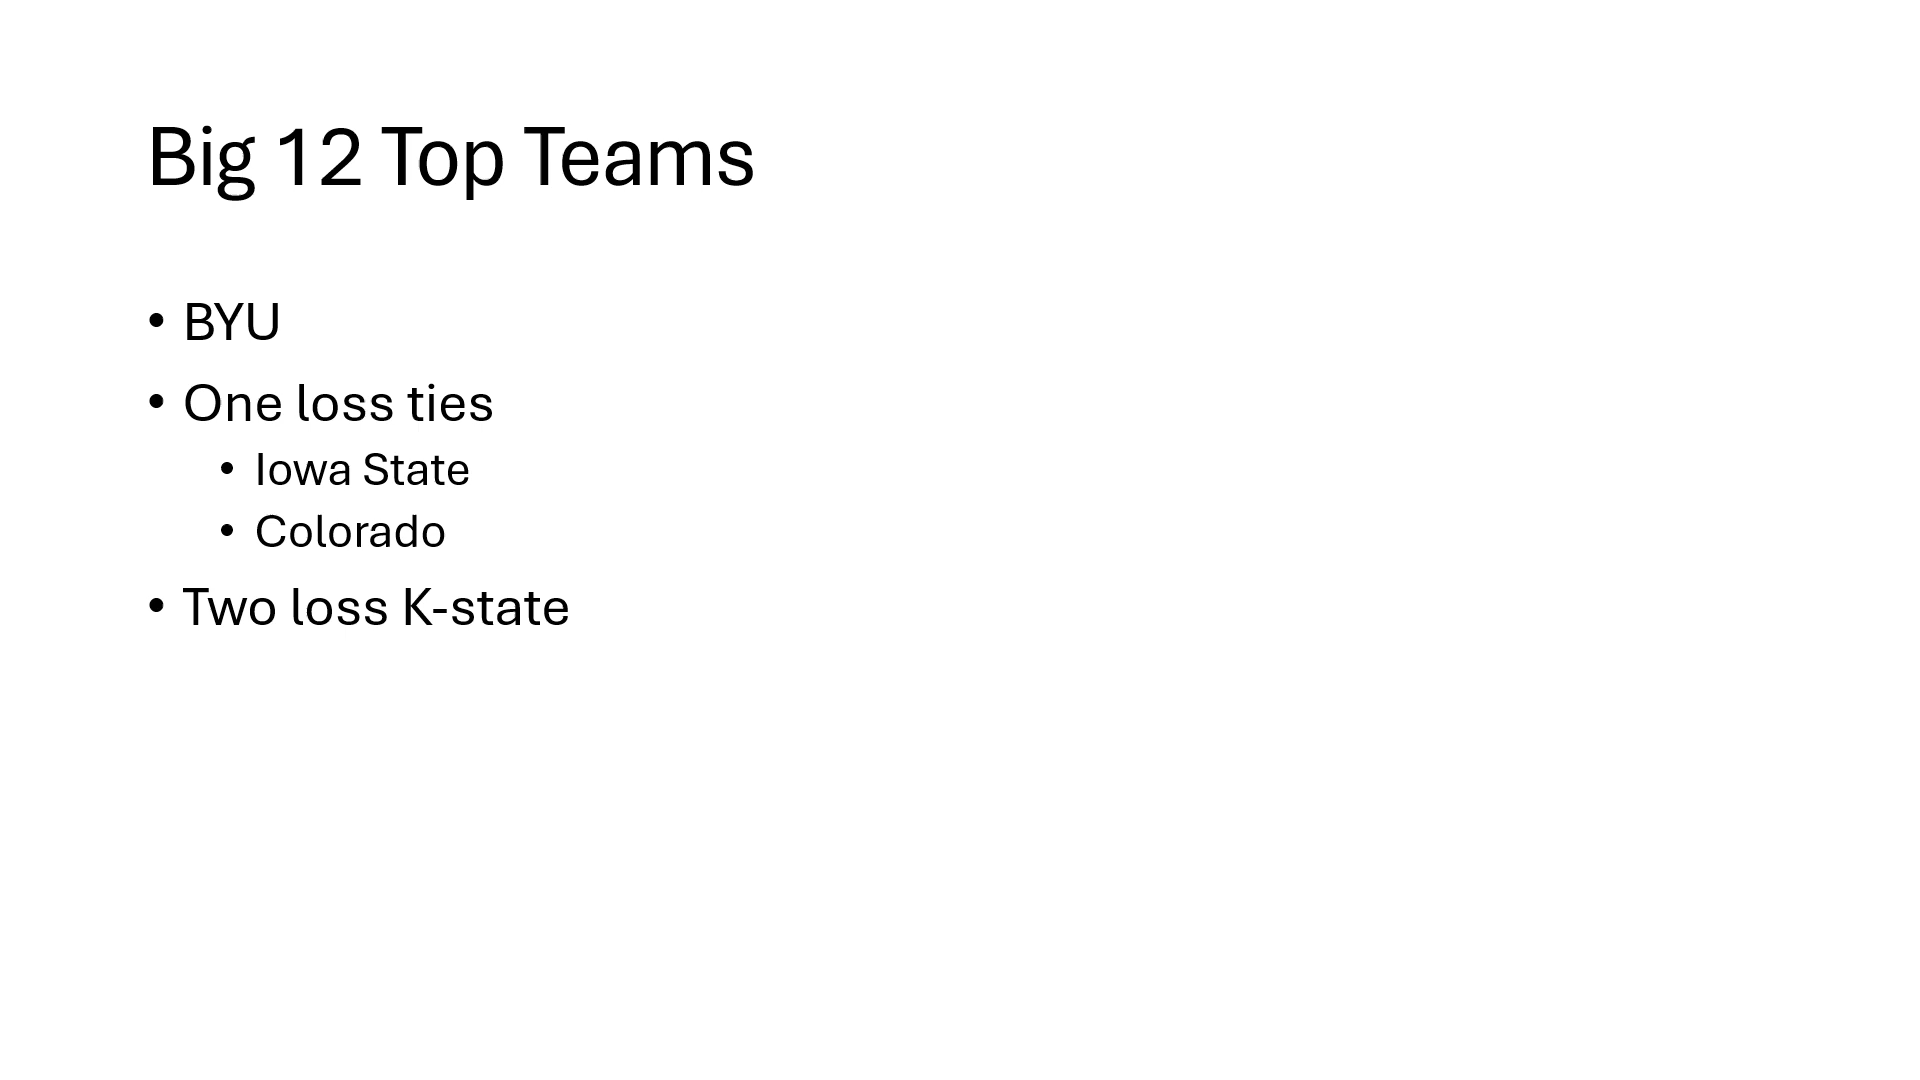 Big 12 Top Teams
• BYU
• One loss ties
• Iowa State
• Colorado
• Two loss K-state